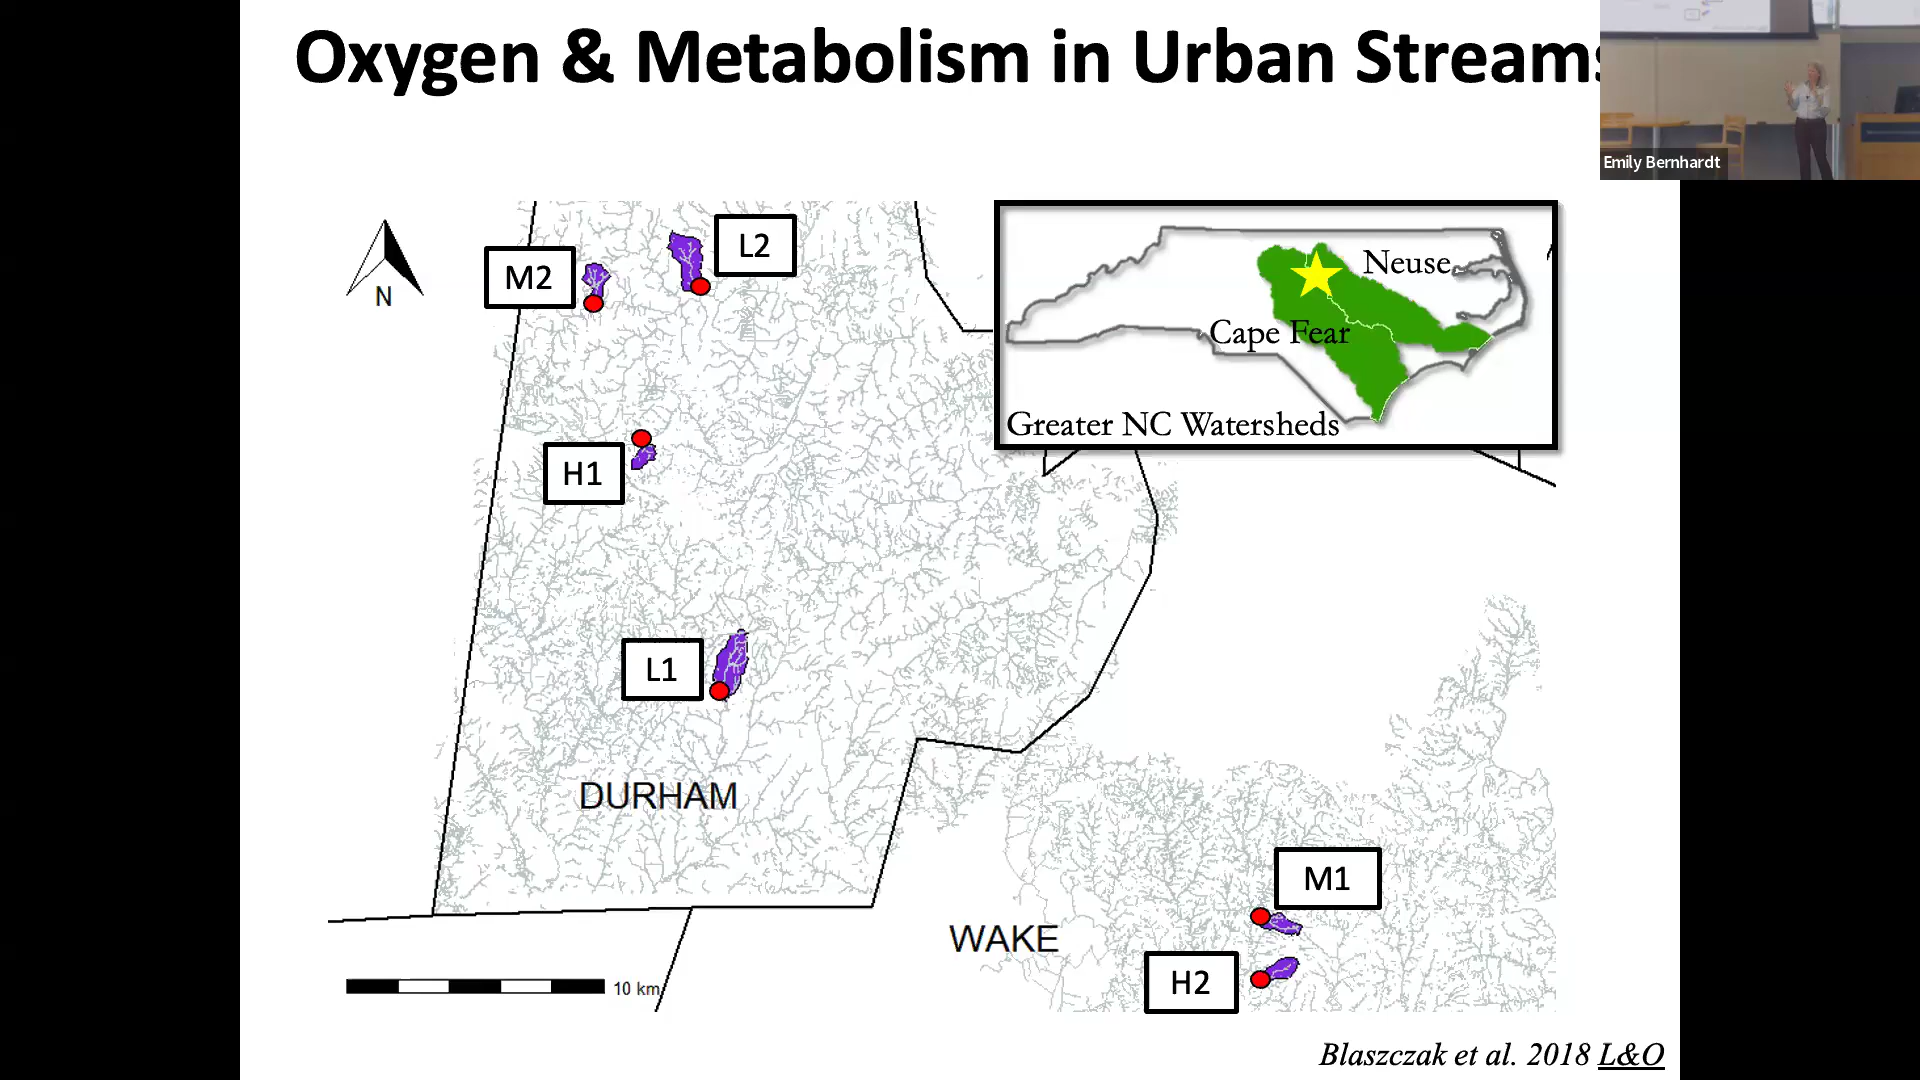 Oxygen & Metabolism in Urban Streams
Emily Bernhardt
M2
L2
N
Neuse
Cape Fear
Greater NC Watersheds
H1
L1
DURHAM
M1
WAKE
H2
10 km
Blaszczak et al. 2018 L&O